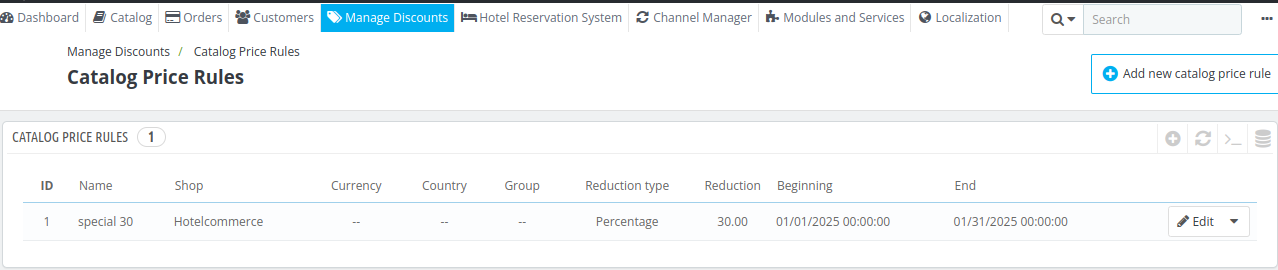 Dashboard Catalog Orders Customers Manage Discounts Hotel Reservation System Channel Manager Modules and Services Localization Search
Manage Discounts / Catalog Price Rules
Catalog Price Rules
Add new catalog price rule
CATALOG PRICE RULES 1
ID Name Shop Currency Country Group Reduction type Reduction Beginning End
1 special 30 Hotelcommerce -- -- -- Percentage 30.00 01/01/2025 00:00:00 01/31/2025 00:00:00 Edit